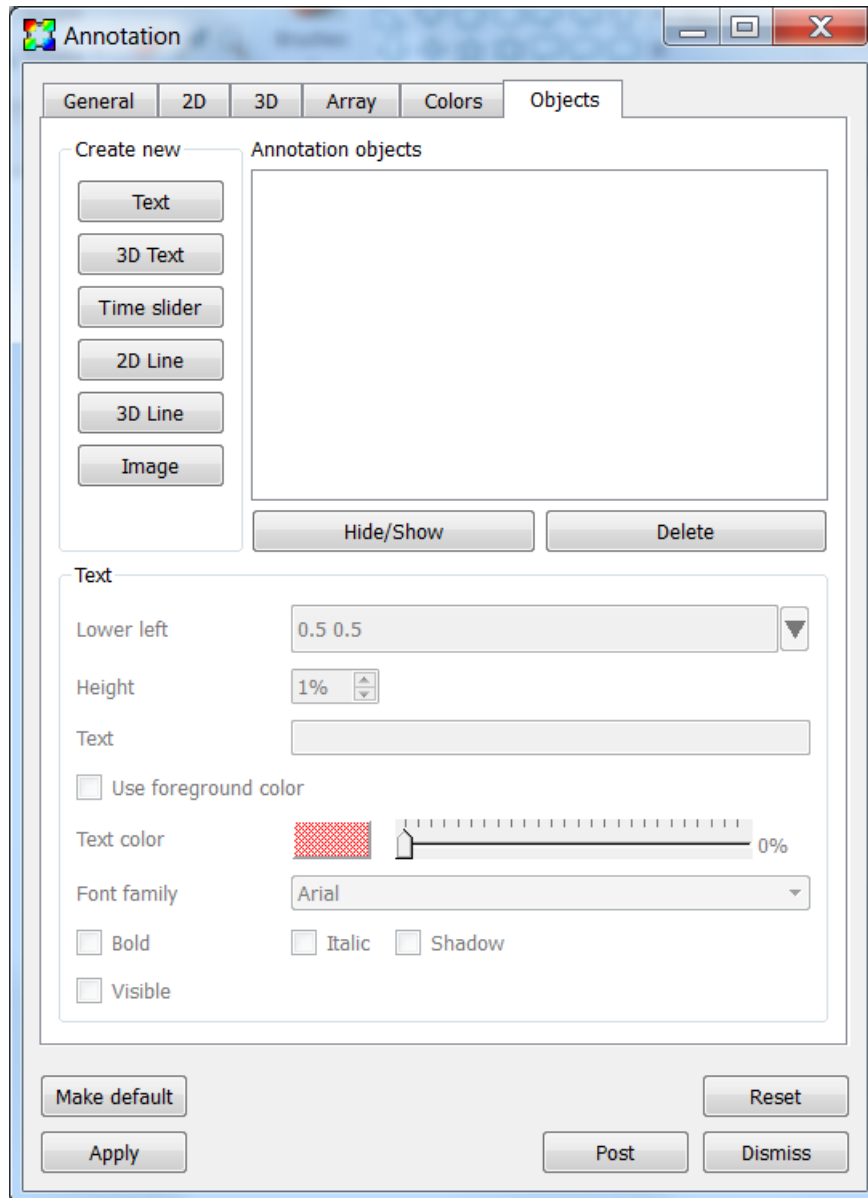 Annotation
General 2D 3D Array Colors Objects
Create new
Annotation objects
Text
3D Text
Time slider
2D Line
3D Line
Image
Hide/Show Delete
Text
Lower left 0.5 0.5
Height 1%
Text
Use foreground color
Text color 0%
Font family Arial
Bold Italic Shadow
Visible
Make default Reset
Apply Post Dismiss